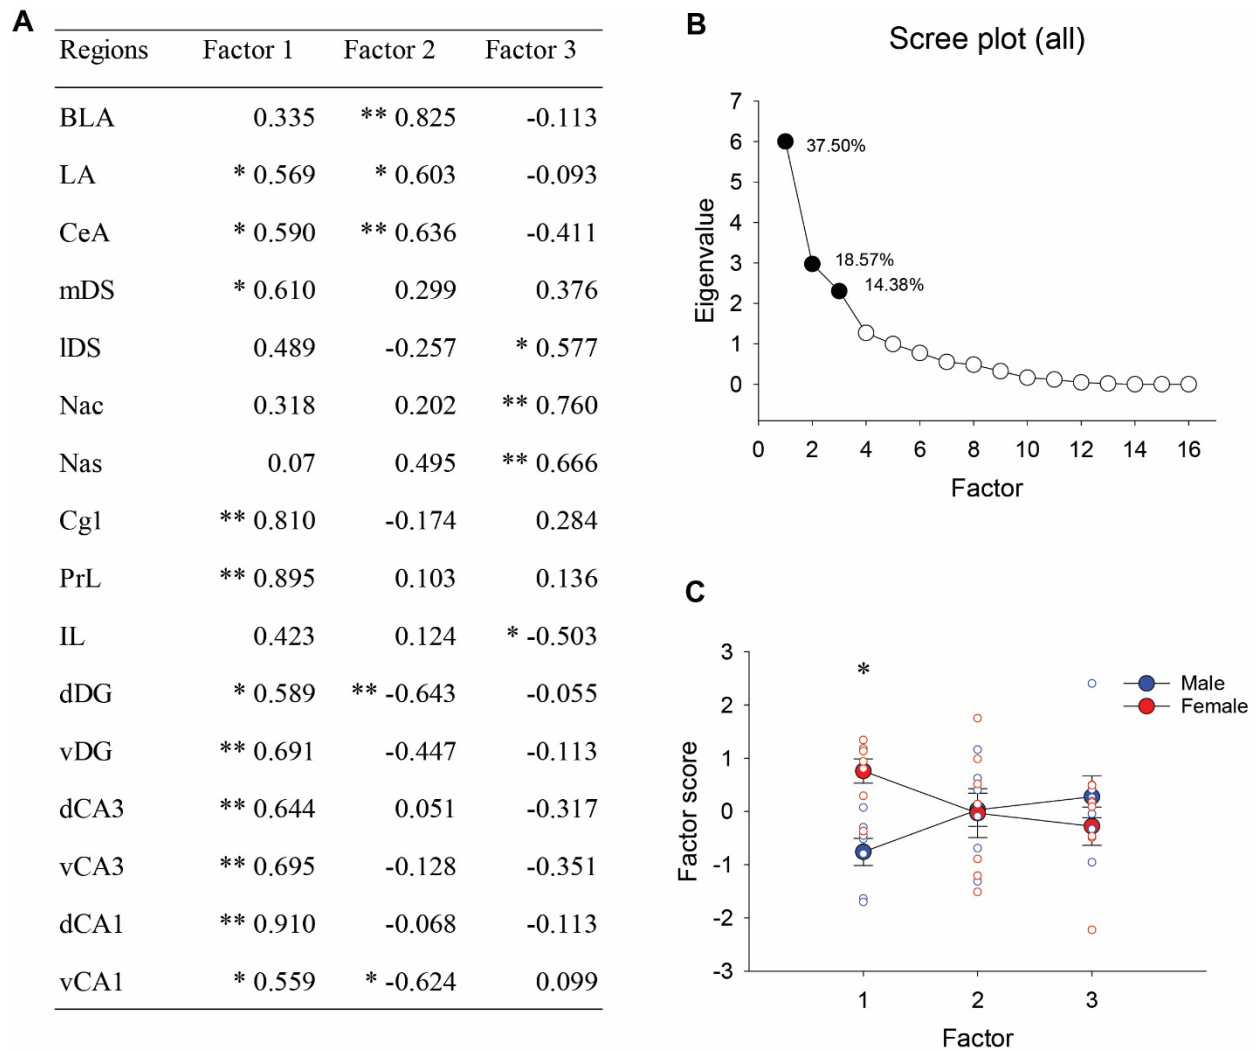 A
Regions Factor 1 Factor 2 Factor 3
BLA 0.335 ** 0.825 -0.113
LA * 0.569 * 0.603 -0.093
CeA * 0.590 ** 0.636 -0.411
mDS * 0.610 0.299 0.376
lDS 0.489 -0.257 * 0.577
Nac 0.318 0.202 ** 0.760
Nas 0.07 0.495 ** 0.666
Cg1 ** 0.810 -0.174 0.284
PrL ** 0.895 0.103 0.136
IL 0.423 0.124 * -0.503
dDG * 0.589 ** -0.643 -0.055
vDG ** 0.691 -0.447 -0.113
dCA3 ** 0.644 0.051 -0.317
vCA3 ** 0.695 -0.128 -0.351
dCA1 ** 0.910 -0.068 -0.113
vCA1 * 0.559 * -0.624 0.099
B
Scree plot (all)
Eigenvalue
7
6
5
4
3
2
1
0
37.50%
18.57%
14.38%
0 2 4 6 8 10 12 14 16
Factor
C
Factor score
3
2
1
0
-1
-2
-3
*
Male
Female
1 2 3
Factor